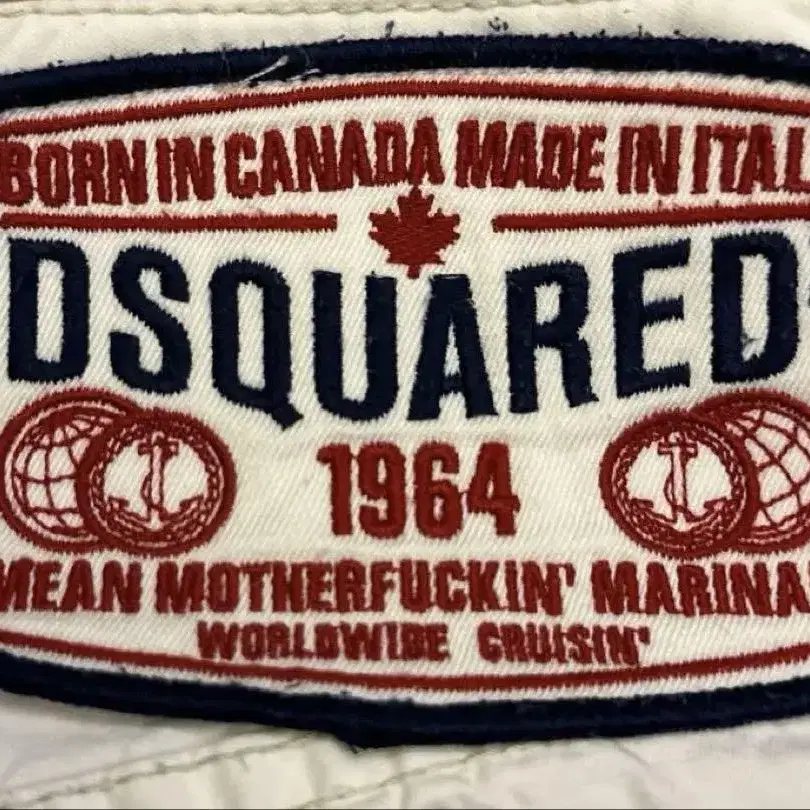 BORN IN CANADA MADE IN ITAL
DSQUARED
1964
MEAN MOTHERFUCKIN' MARINA
WORLDWIDE CRUISIN'